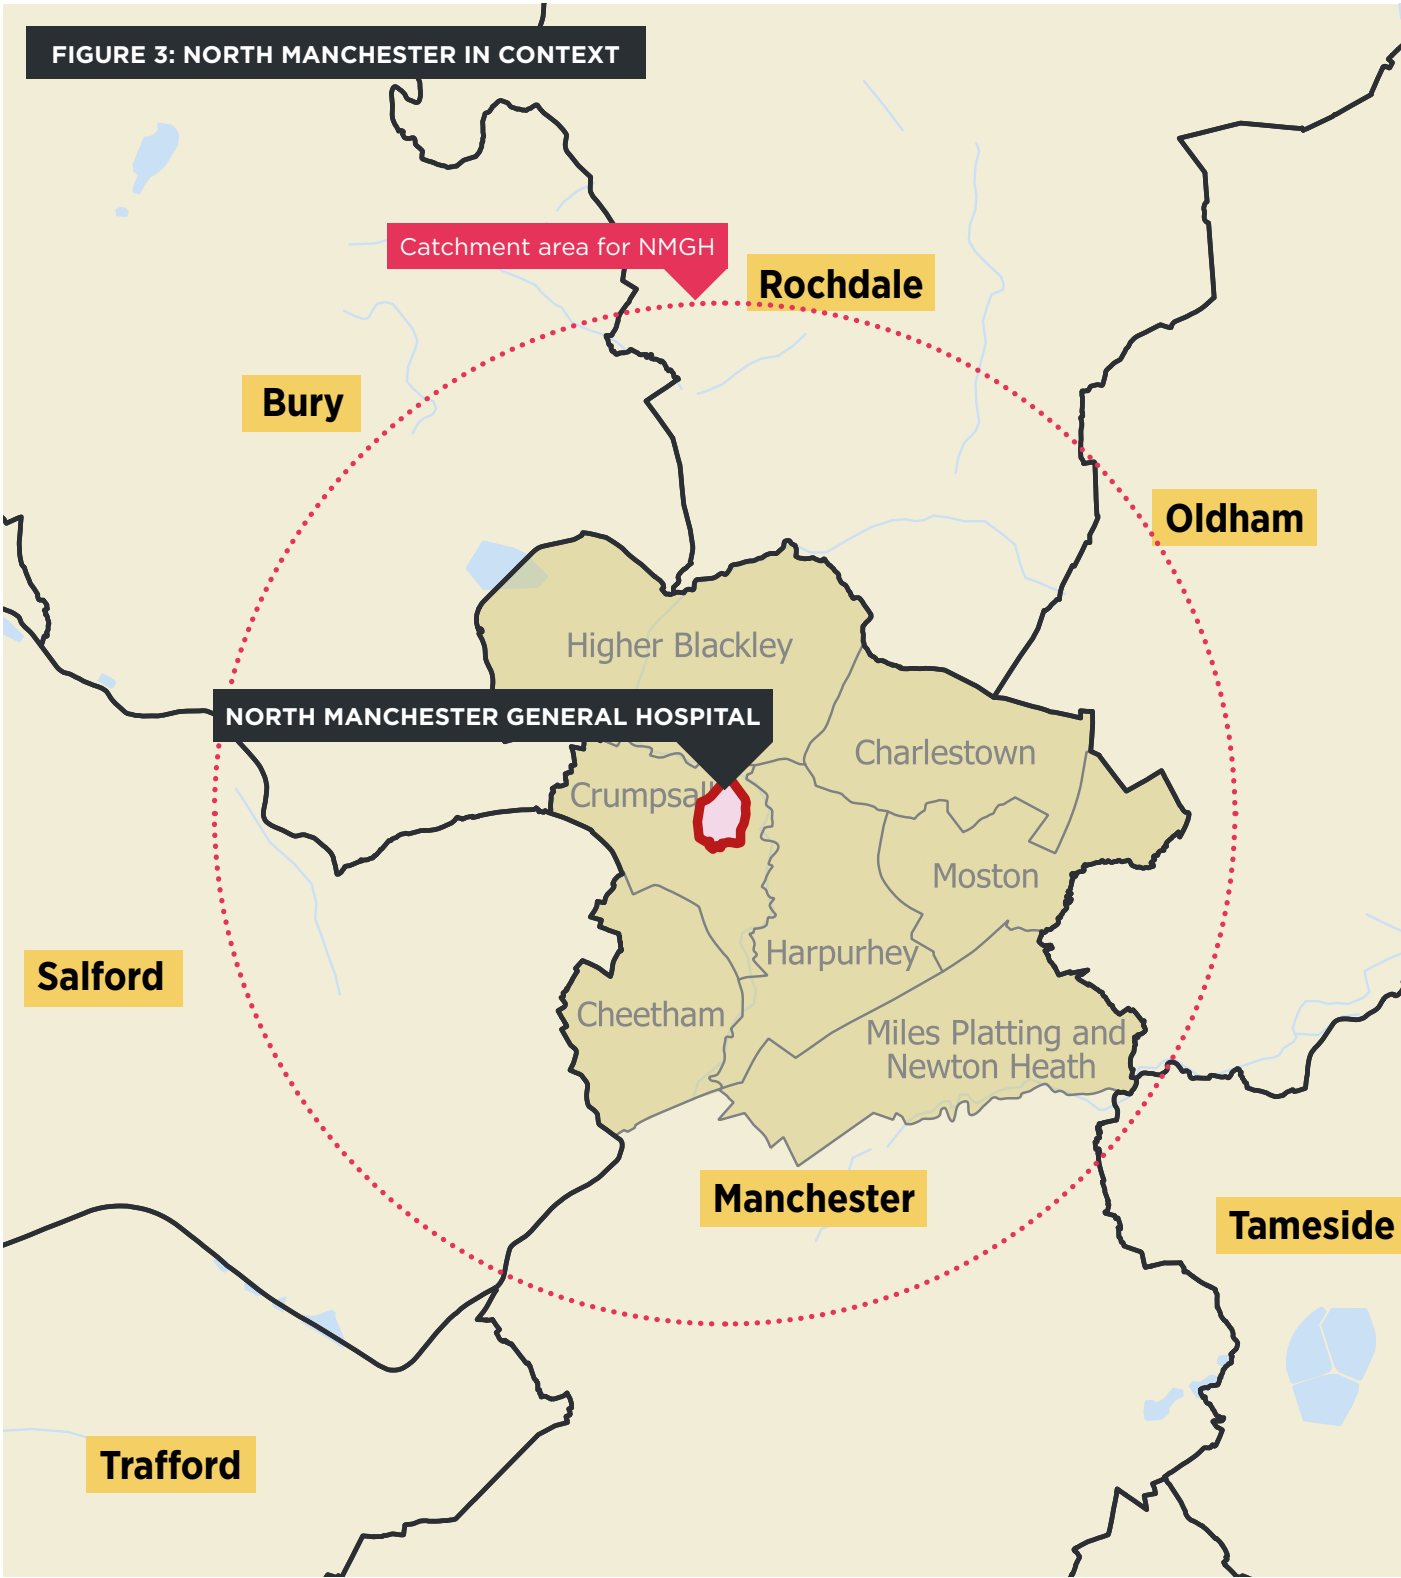 FIGURE 3: NORTH MANCHESTER IN CONTEXT
Catchment area for NMGH
Rochdale
Bury
Oldham
Higher Blackley
NORTH MANCHESTER GENERAL HOSPITAL
Charlestown
Crumpsall
Moston
Harpurhey
Salford
Cheetham
Miles Platting and
Newton Heath
Manchester
Tameside
Trafford